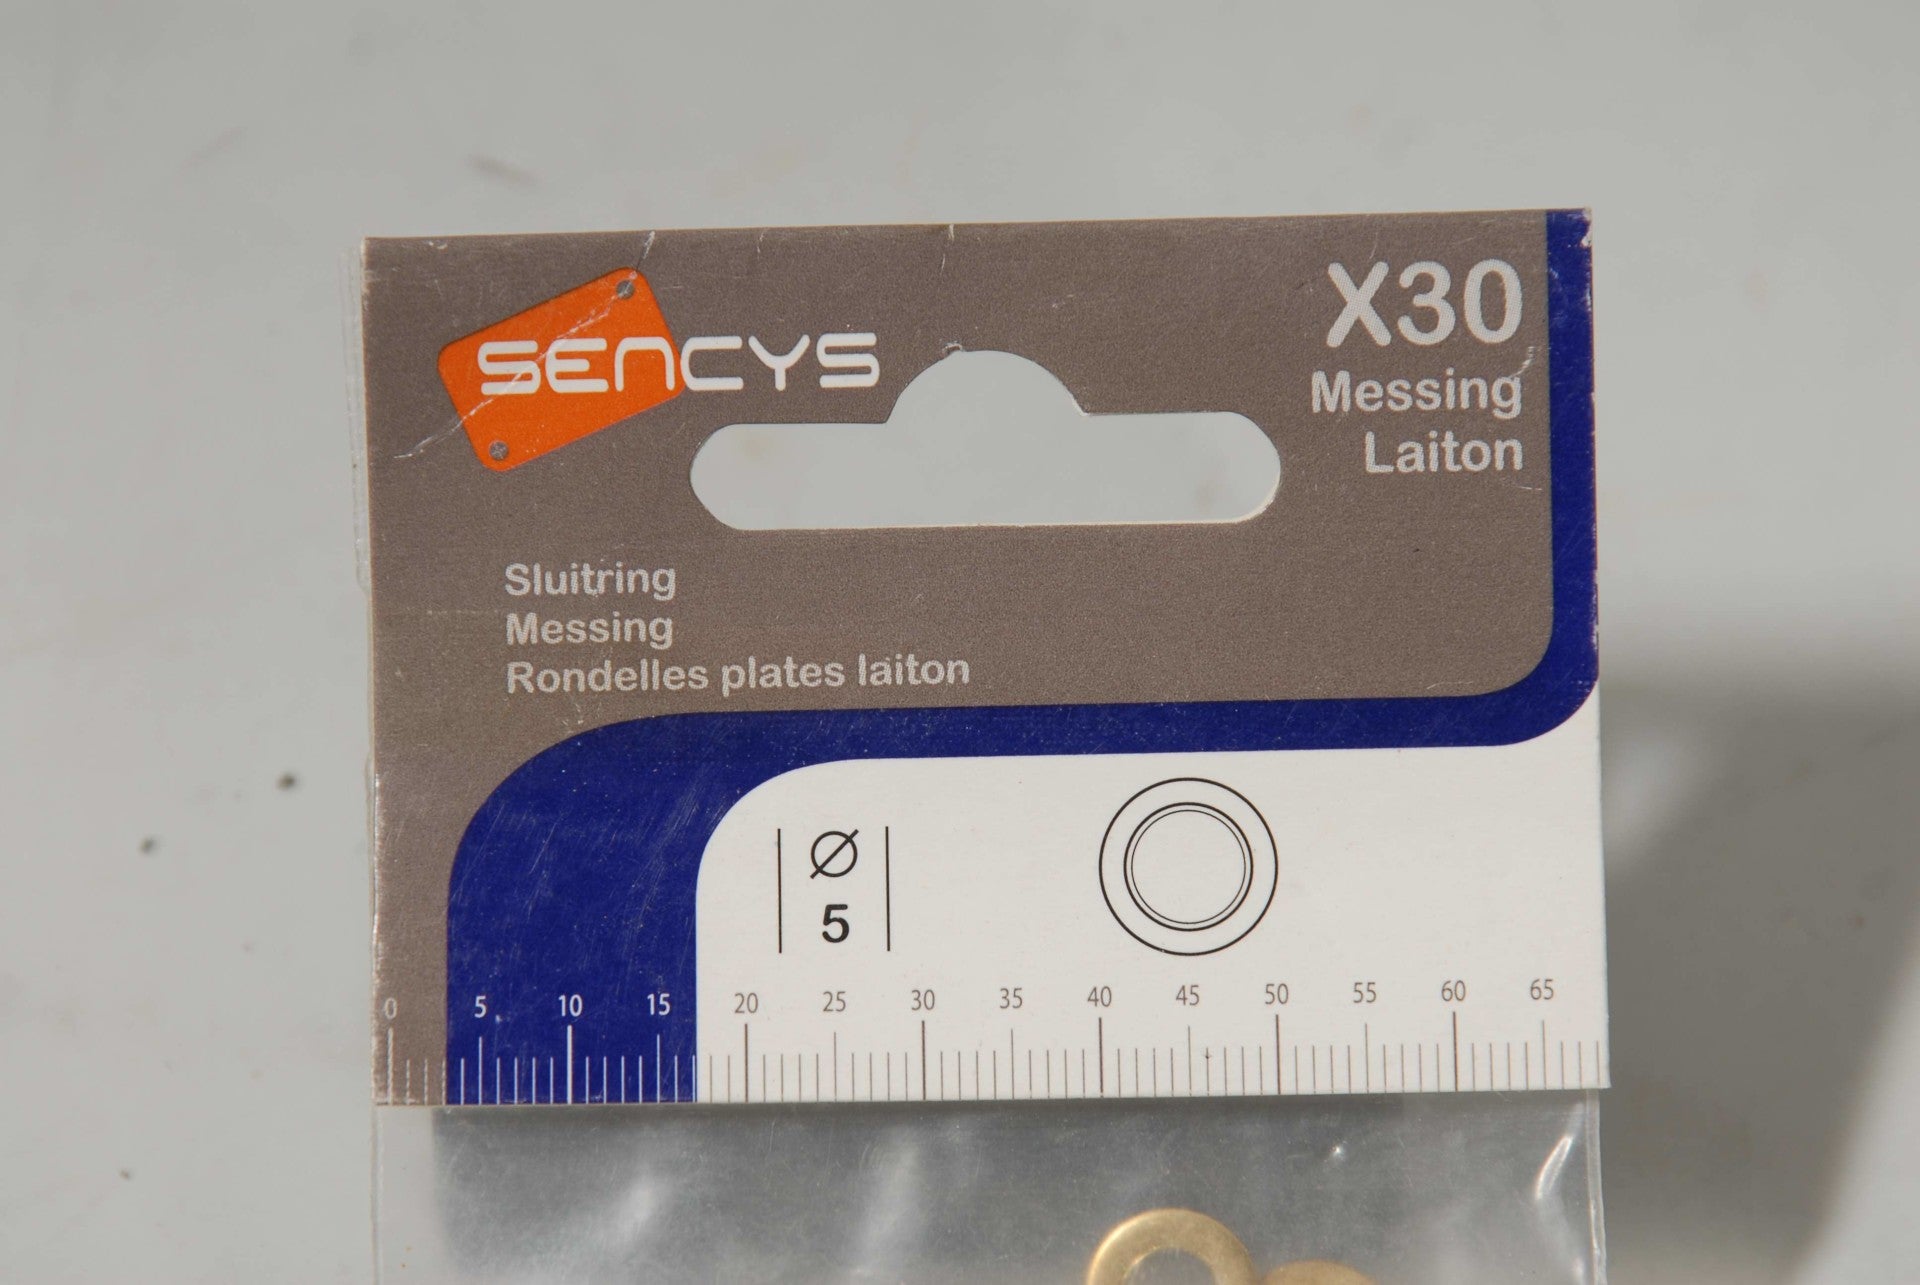 SENCYS
X30
Messing
Laiton
Sluitring
Messing
Rondelles plates laiton
Ø
5
0 5 10 15 20 25 30 35 40 45 50 55 60 65